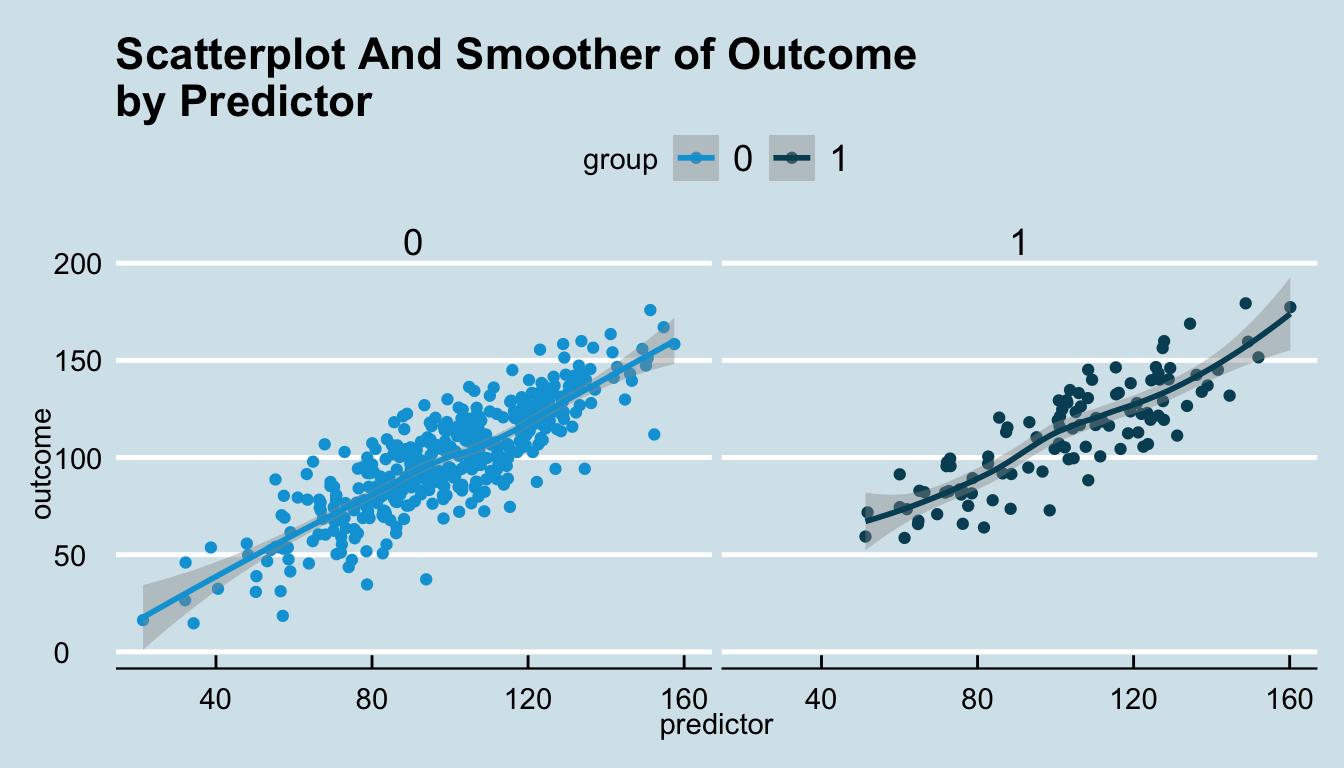 Scatterplot And Smoother of Outcome
by Predictor
group 0 1
0 1
200
150
100
50
0
outcome
40 80 120 160 40 80 120 160
predictor